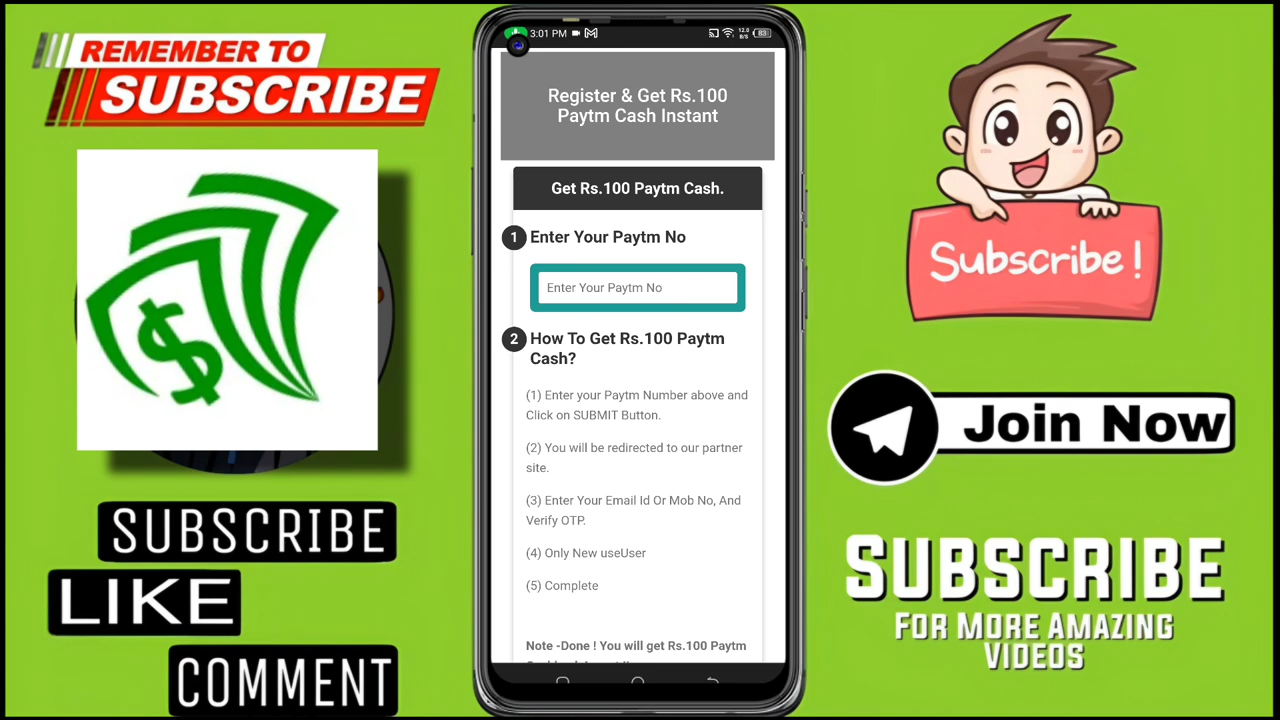 REMEMBER TO
SUBSCRIBE
SUBSCRIBE
LIKE
COMMENT
3:01 PM
12.0
B/S
83
Register & Get Rs.100
Paytm Cash Instant
Get Rs.100 Paytm Cash.
1 Enter Your Paytm No
Enter Your Paytm No
2 How To Get Rs.100 Paytm
Cash?
(1) Enter your Paytm Number above and
Click on SUBMIT Button.
(2) You will be redirected to our partner
site.
(3) Enter Your Email Id Or Mob No, And
Verify OTP.
(4) Only New useUser
(5) Complete
Note -Done ! You will get Rs.100 Paytm
Subscribe!
Join Now
SUBSCRIBE
FOR MORE AMAZING
VIDEOS